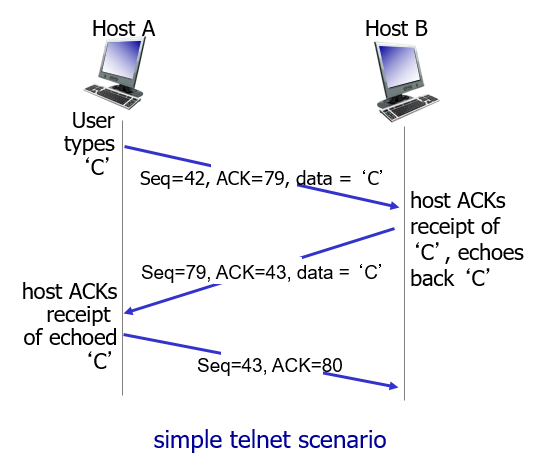 Host A
Host B
User
types
‘C’
Seq=42, ACK=79, data = ‘C’
host ACKs
receipt of
‘C’, echoes
back ‘C’
Seq=79, ACK=43, data = ‘C’
host ACKs
receipt
of echoed
‘C’
Seq=43, ACK=80
simple telnet scenario